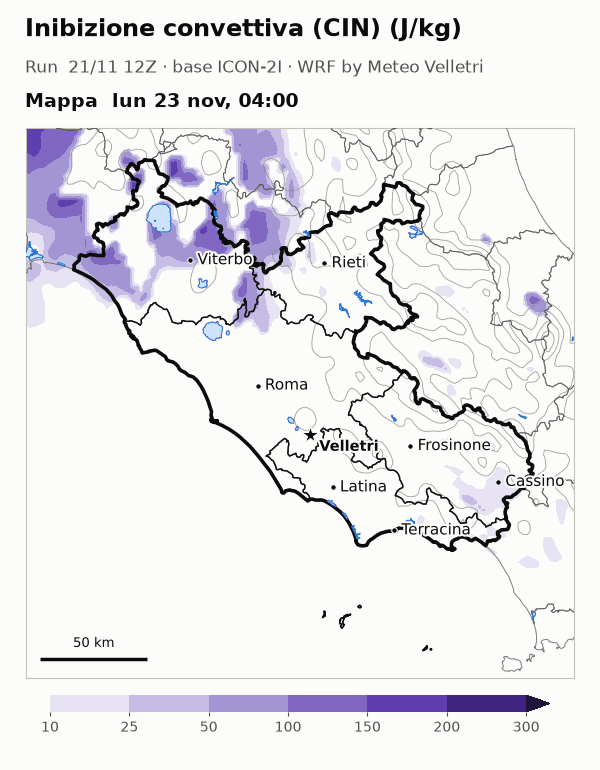 Inibizione convettiva (CIN) (J/kg)
Run  21/11 12Z · base ICON-2I · WRF by Meteo Velletri
Mappa  lun 23 nov, 04:00
Viterbo
Rieti
Roma
Velletri
Frosinone
Latina
Cassino
Terracina
50 km
10 25 50 100 150 200 300